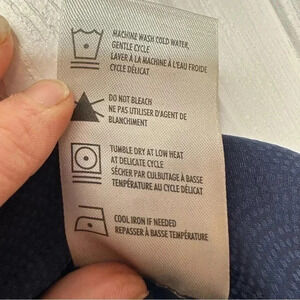 MACHINE WASH COLD WATER,
GENTLE CYCLE
LAVER À LA MACHINE À L'EAU FROIDE
CYCLE DÉLICAT
DO NOT BLEACH
NE PAS UTILISER D'AGENT DE
BLANCHIMENT
TUMBLE DRY AT LOW HEAT
AT DELICATE CYCLE
SÉCHER PAR CULBUTAGE À BASSE
TEMPÉRATURE AU CYCLE DÉLICAT
COOL IRON IF NEEDED
REPASSER À BASSE TEMPÉRATURE